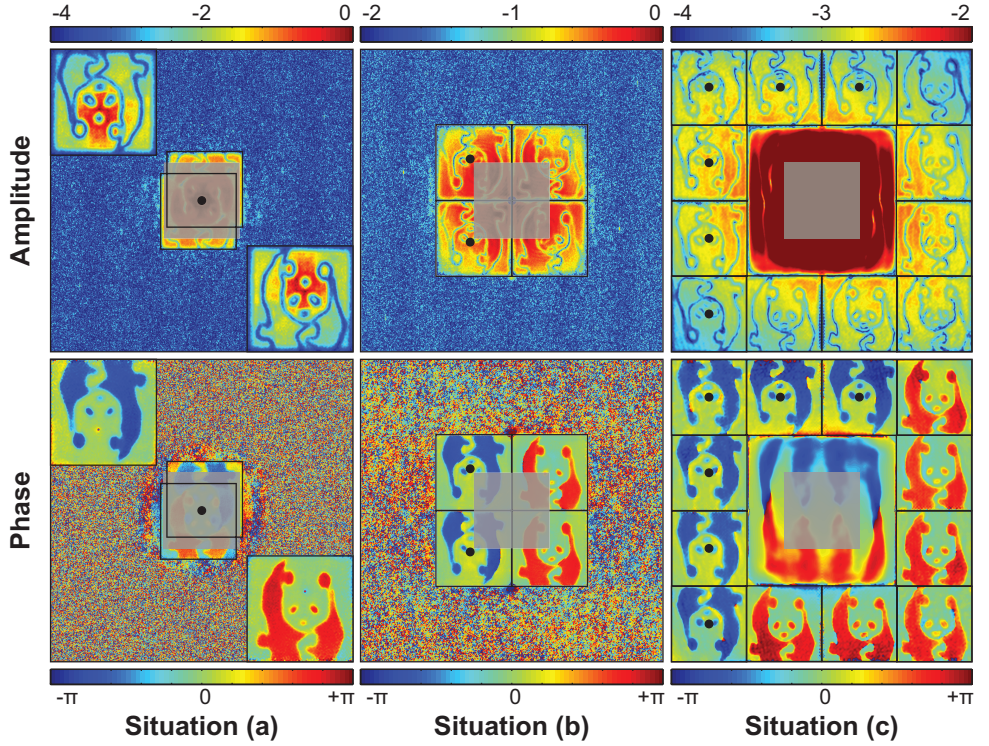 -4 -2 0
-2 -1 0
-4 -3 -2
Amplitude
Phase
-π 0 +π
-π 0 +π
-π 0 +π
Situation (a)
Situation (b)
Situation (c)